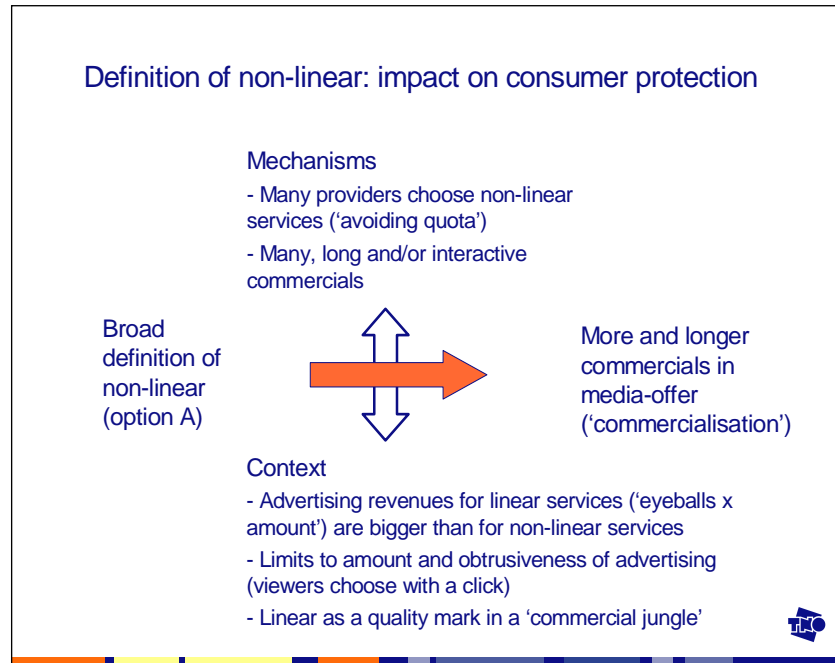 Definition of non-linear: impact on consumer protection
Mechanisms
- Many providers choose non-linear
services (‘avoiding quota’)
- Many, long and/or interactive
commercials
Broad
definition of
non-linear
(option A)
More and longer
commercials in
media-offer
(‘commercialisation’)
Context
- Advertising revenues for linear services (‘eyeballs x
amount’) are bigger than for non-linear services
- Limits to amount and obtrusiveness of advertising
(viewers choose with a click)
- Linear as a quality mark in a ‘commercial jungle’
TNO